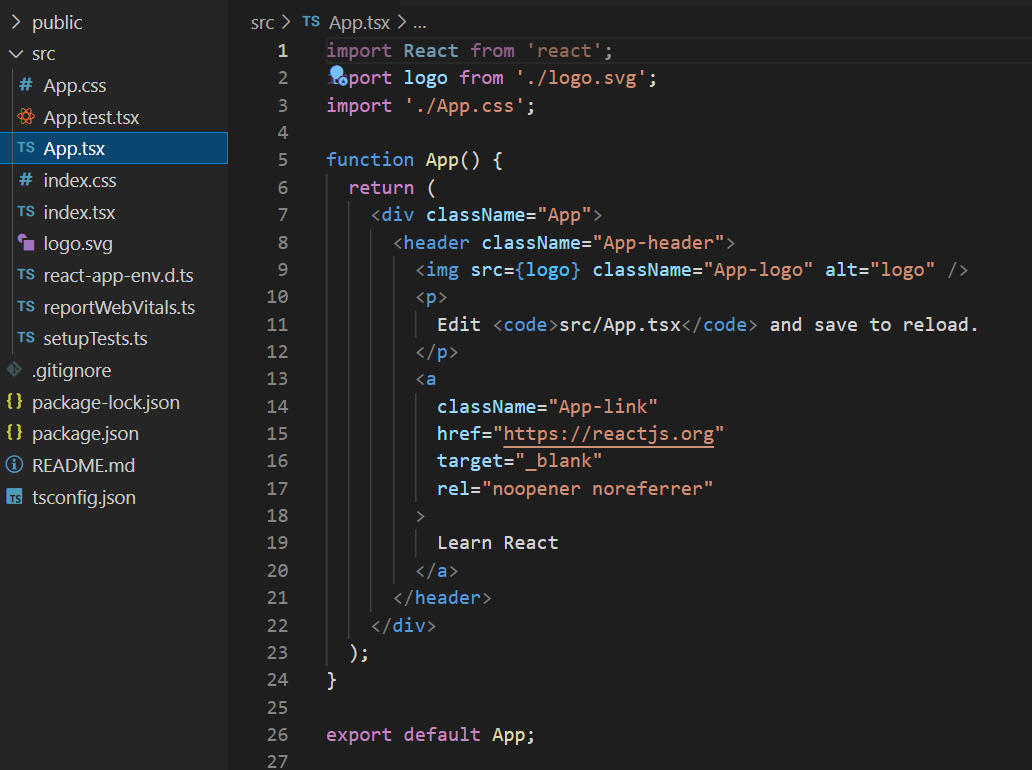 public
src
# App.css
App.test.tsx
TS App.tsx
# index.css
TS index.tsx
logo.svg
TS react-app-env.d.ts
TS reportWebVitals.ts
TS setupTests.ts
.gitignore
{} package-lock.json
{} package.json
README.md
TS tsconfig.json
src > TS App.tsx > ...
1 import React from 'react';
2 import logo from './logo.svg';
3 import './App.css';
4
5 function App() {
6   return (
7     <div className="App">
8       <header className="App-header">
9         <img src={logo} className="App-logo" alt="logo" />
10         <p>
11           Edit <code>src/App.tsx</code> and save to reload.
12         </p>
13         <a
14           className="App-link"
15           href="https://reactjs.org"
16           target="_blank"
17           rel="noopener noreferrer"
18         >
19           Learn React
20         </a>
21       </header>
22     </div>
23   );
24 }
25
26 export default App;
27